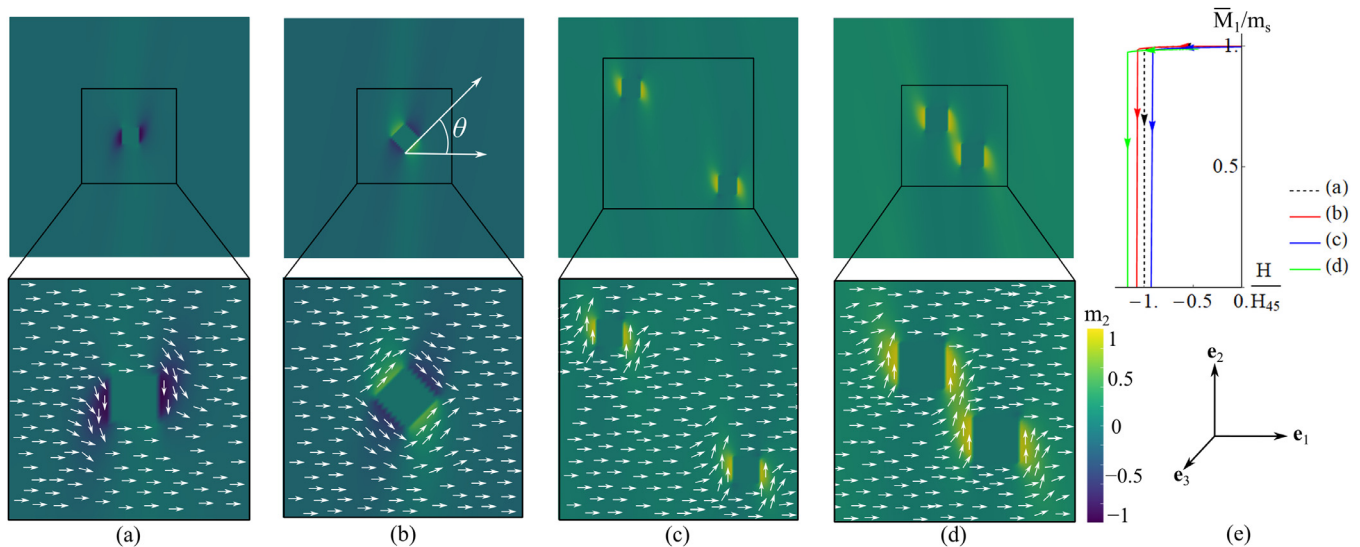 θ
M̅₁/mₛ
1.
0.5
(a)
(b)
(c)
(d)
H
−1. −0.5 0. H₄₅
m₂
1
0.5
0
−0.5
−1
e₂
e₁
e₃
(a) (b) (c) (d) (e)